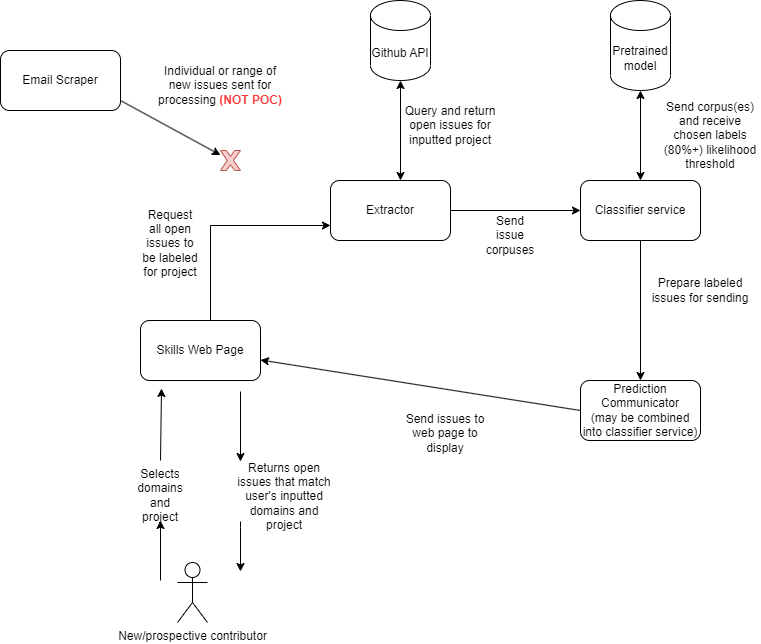 Email Scraper
Individual or range of
new issues sent for
processing (NOT POC)
X
Github API
Pretrained
model
Query and return
open issues for
inputted project
Send corpus(es)
and receive
chosen labels
(80%+) likelihood
threshold
Extractor
Send
issue
corpuses
Classifier service
Request
all open
issues to
be labeled
for project
Prepare labeled
issues for sending
Skills Web Page
Prediction
Communicator
(may be combined
into classifier service)
Send issues to
web page to
display
Selects
domains
and
project
Returns open
issues that match
user's inputted
domains and
project
New/prospective contributor